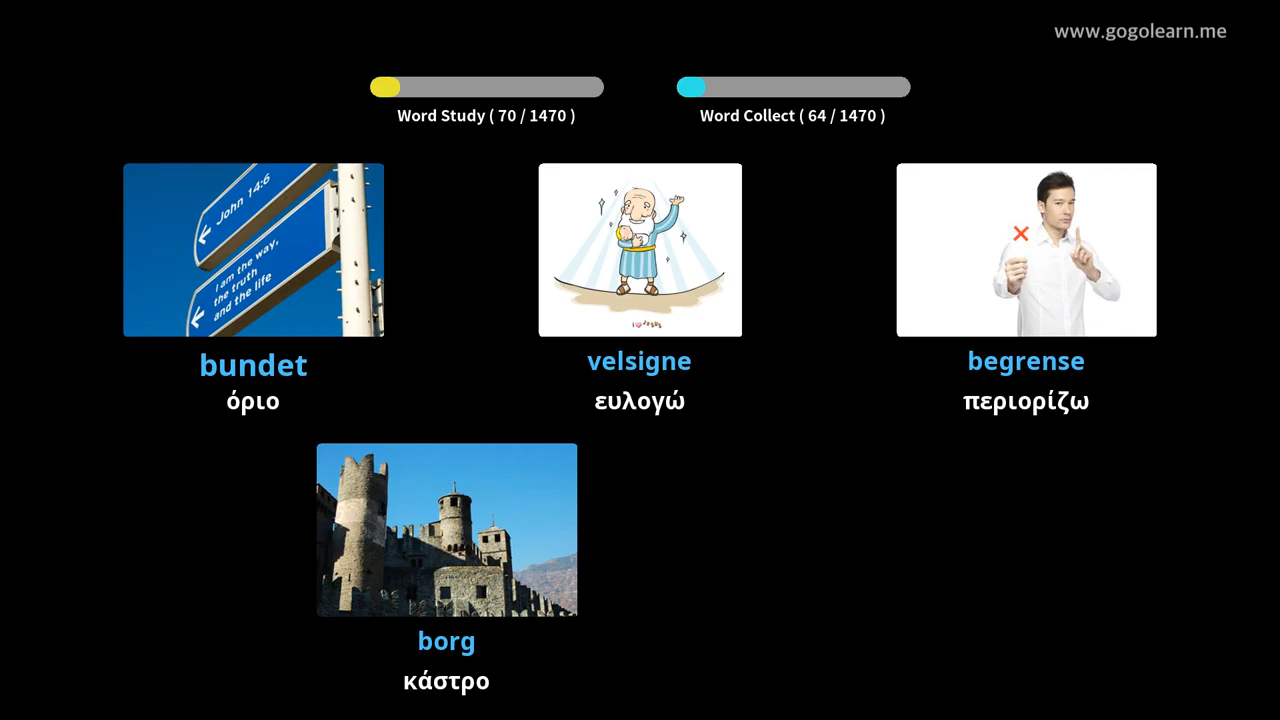 www.gogolearn.me
Word Study ( 70 / 1470 )
Word Collect ( 64 / 1470 )
John 14:6
I am the way,
the truth
and the life
I ❤ JESUS
bundet
velsigne
begrense
όριο
ευλογώ
περιορίζω
borg
κάστρο